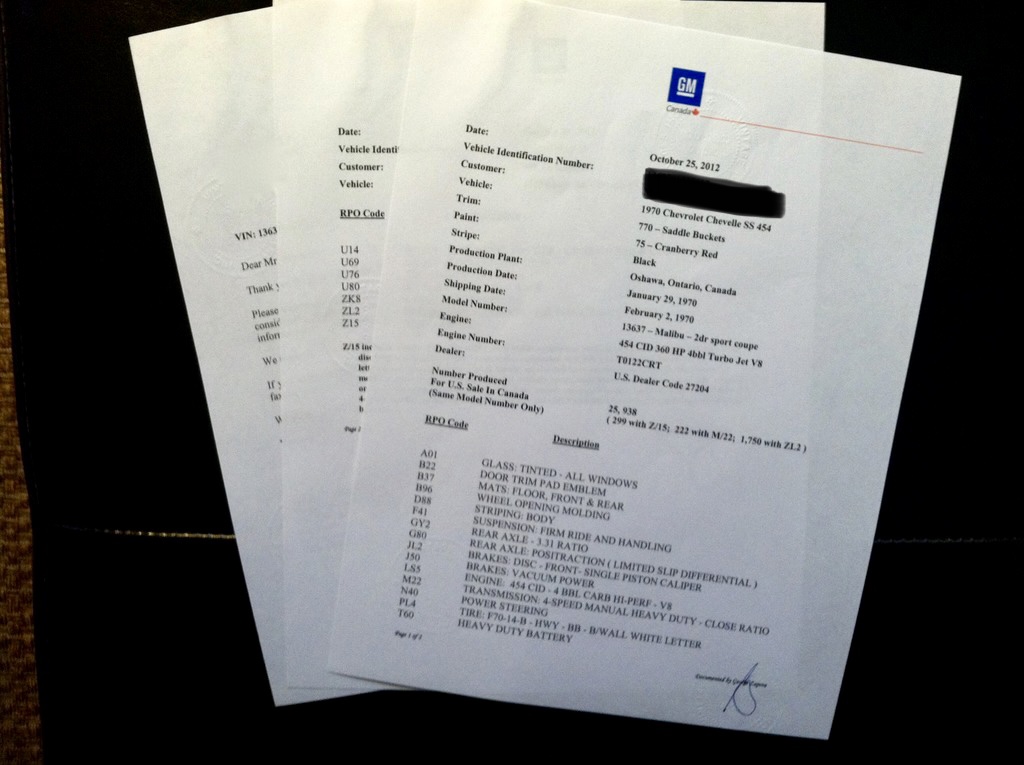 VIN: 1363
Dear Mr
Thank
Please
We
Date:
Vehicle Identi
Customer:
Vehicle:
RPO Code
U14
U69
U76
U80
ZK8
ZL2
Z15
Z/15 inc
GM
Canada
Date:
October 25, 2012
Vehicle Identification Number:
Customer:
Vehicle:
1970 Chevrolet Chevelle SS 454
Trim:
770 – Saddle Buckets
Paint:
75 – Cranberry Red
Stripe:
Black
Production Plant:
Oshawa, Ontario, Canada
Production Date:
January 29, 1970
Shipping Date:
February 2, 1970
Model Number:
13637 – Malibu – 2dr sport coupe
Engine:
454 CID 360 HP 4bbl Turbo Jet V8
Engine Number:
T0122CRT
Dealer:
U.S. Dealer Code 27204
Number Produced
For U.S. Sale In Canada
(Same Model Number Only)
25, 938
( 299 with Z/15; 222 with M/22; 1,750 with ZL2 )
RPO Code Description
A01 GLASS: TINTED - ALL WINDOWS
B22 DOOR TRIM PAD EMBLEM
B37 MATS: FLOOR, FRONT & REAR
B96 WHEEL OPENING MOLDING
D88 STRIPING: BODY
F41 SUSPENSION: FIRM RIDE AND HANDLING
GY2 REAR AXLE - 3.31 RATIO
G80 REAR AXLE: POSITRACTION ( LIMITED SLIP DIFFERENTIAL )
JL2 BRAKES: DISC - FRONT- SINGLE PISTON CALIPER
J50 BRAKES: VACUUM POWER
LS5 ENGINE: 454 CID - 4 BBL CARB HI-PERF - V8
M22 TRANSMISSION: 4-SPEED MANUAL HEAVY DUTY - CLOSE RATIO
N40 POWER STEERING
PL4 TIRE: F70-14-B - HWY - BB - B/WALL WHITE LETTER
T60 HEAVY DUTY BATTERY
Page 1 of 2
Documented by